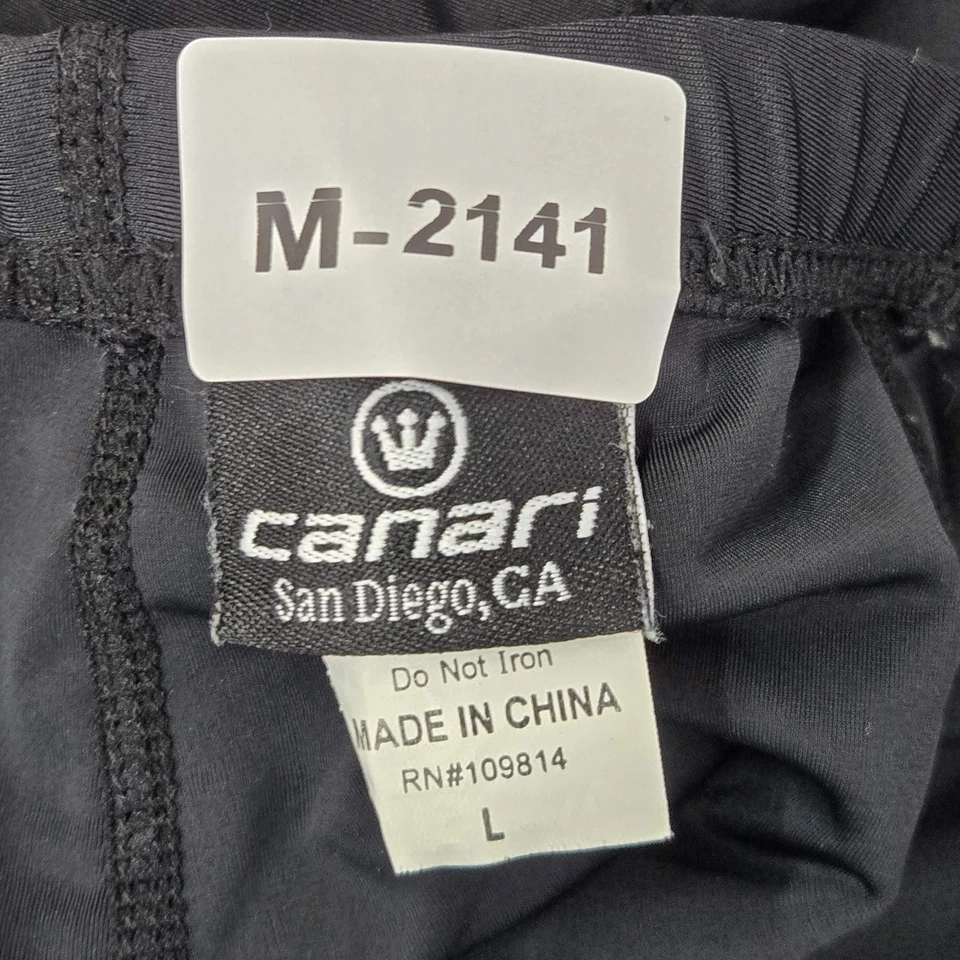 M-2141
canari
San Diego, CA
Do Not Iron
MADE IN CHINA
RN#109814
L